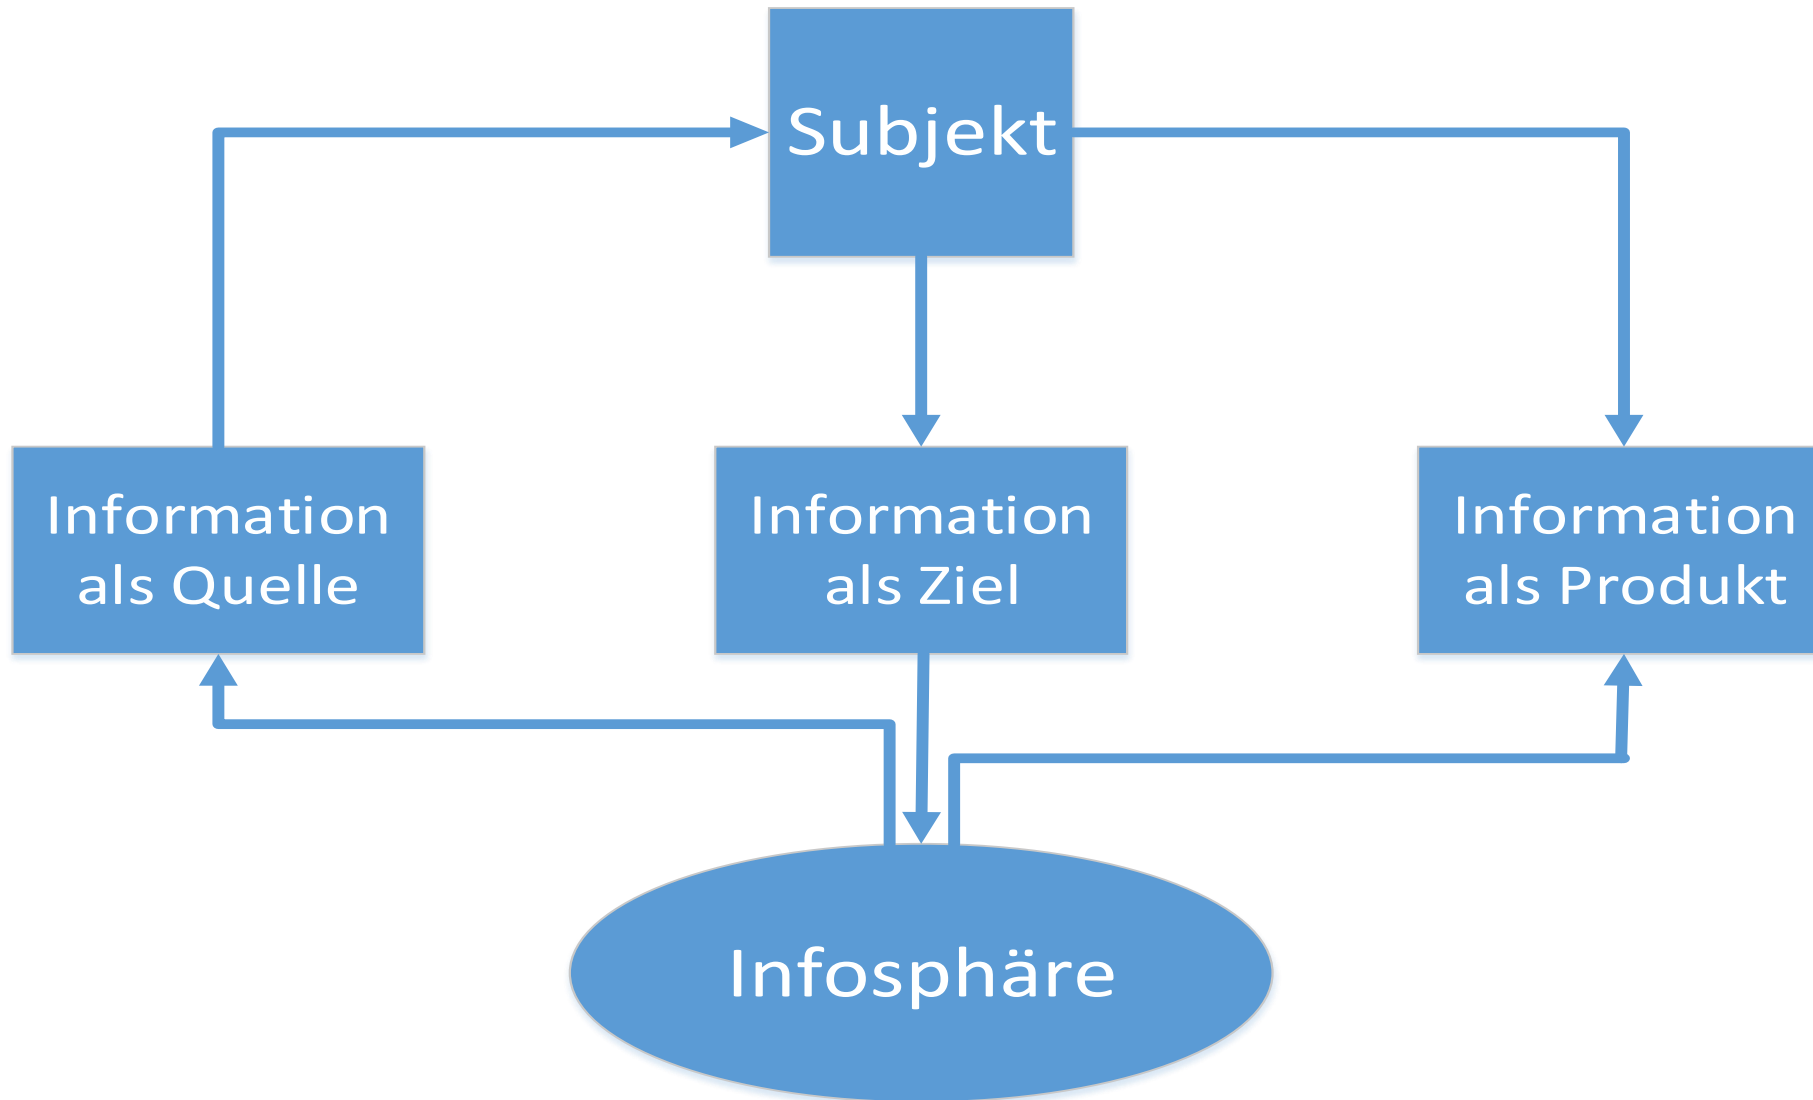 Subjekt
Information
als Quelle
Information
als Ziel
Information
als Produkt
Infosphäre